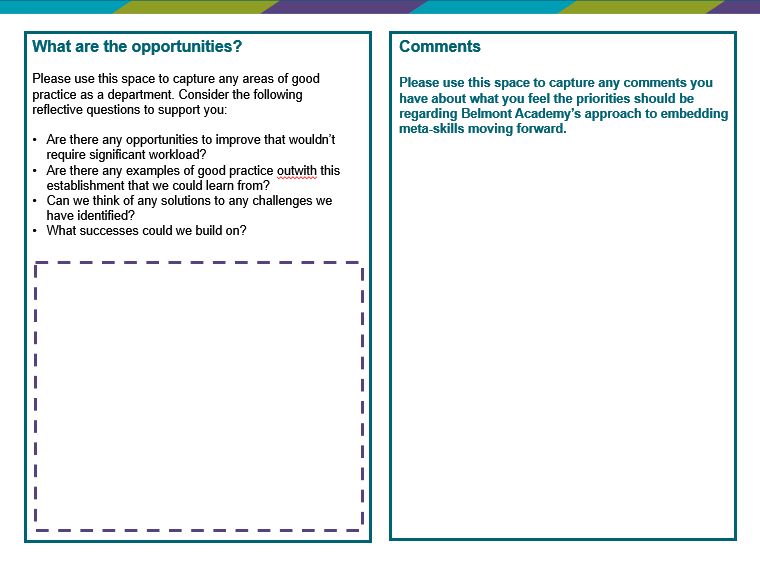 What are the opportunities?
Please use this space to capture any areas of good
practice as a department. Consider the following
reflective questions to support you:
• Are there any opportunities to improve that wouldn't
require significant workload?
• Are there any examples of good practice outwith this
establishment that we could learn from?
• Can we think of any solutions to any challenges we
have identified?
• What successes could we build on?
Comments
Please use this space to capture any comments you
have about what you feel the priorities should be
regarding Belmont Academy's approach to embedding
meta-skills moving forward.